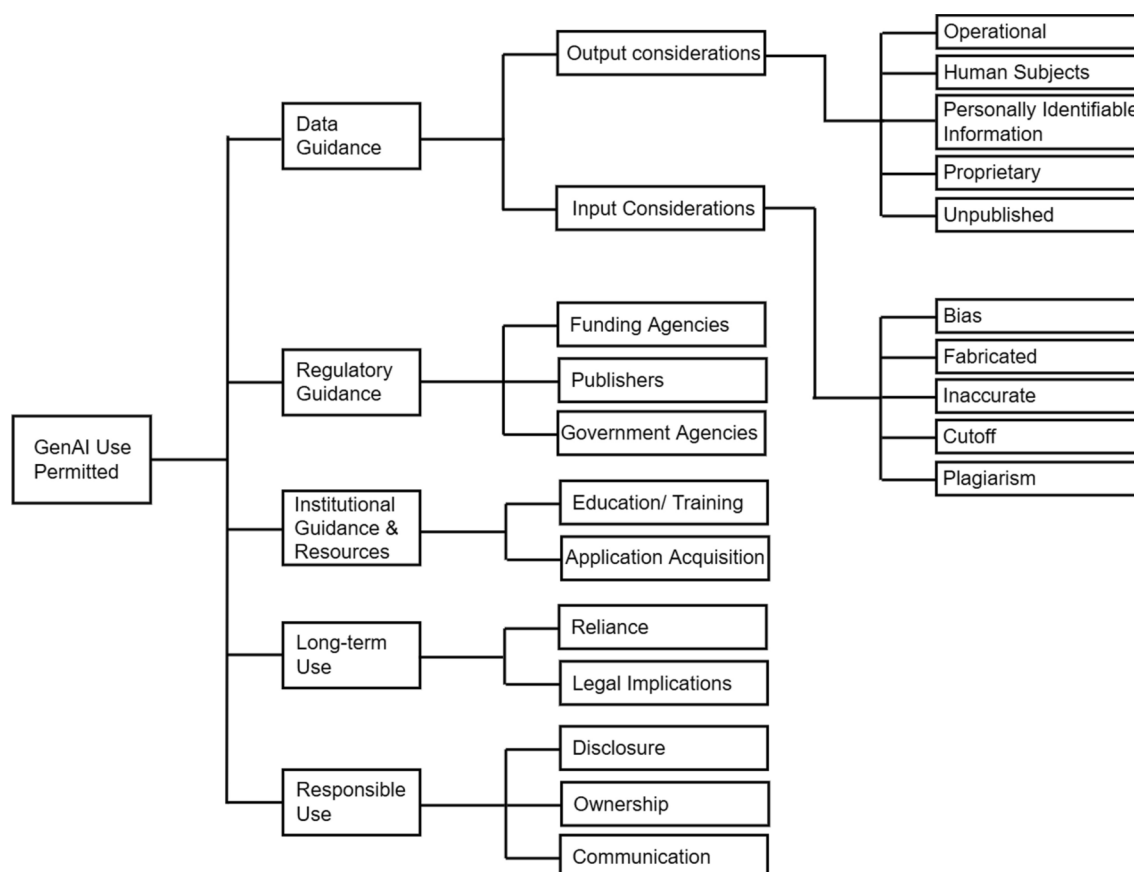 GenAI Use
Permitted
Data
Guidance
Output considerations
Operational
Human Subjects
Personally Identifiable
Information
Proprietary
Unpublished
Input Considerations
Bias
Fabricated
Inaccurate
Cutoff
Plagiarism
Regulatory
Guidance
Funding Agencies
Publishers
Government Agencies
Institutional
Guidance &
Resources
Education/ Training
Application Acquisition
Long-term
Use
Reliance
Legal Implications
Responsible
Use
Disclosure
Ownership
Communication